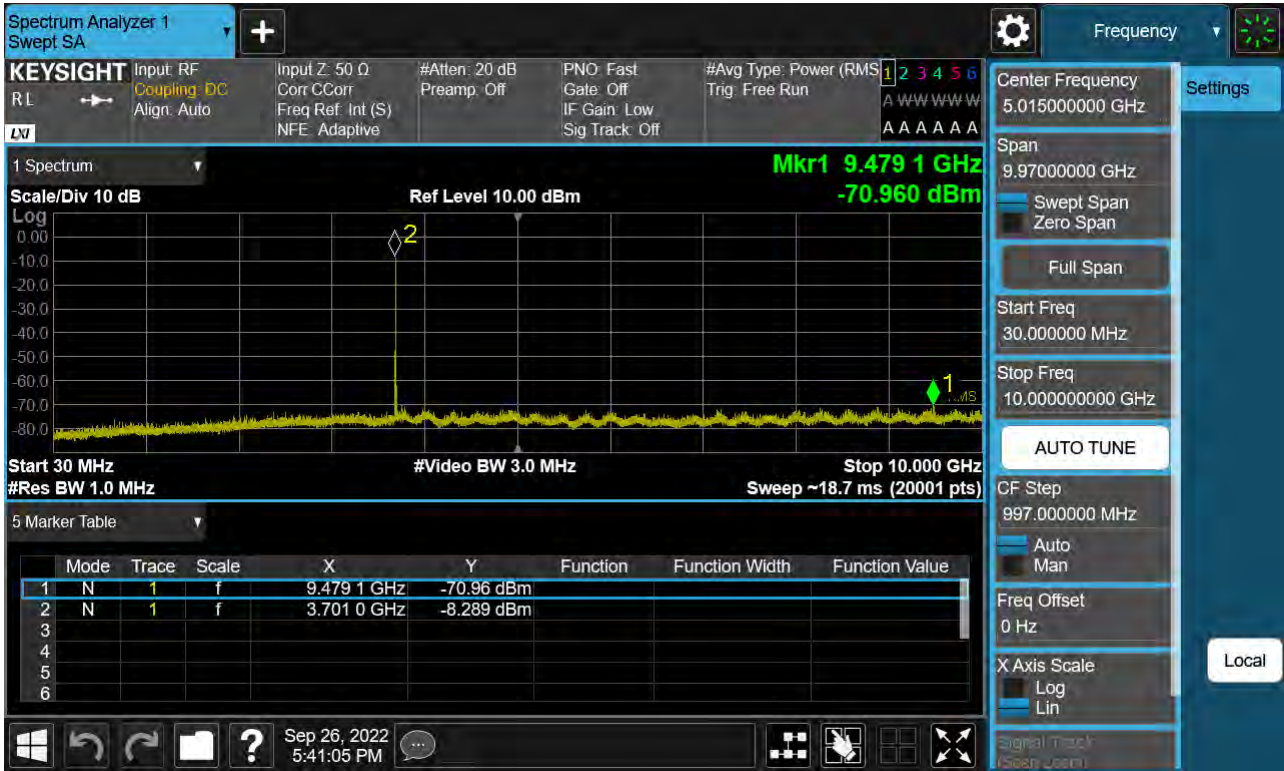 Spectrum Analyzer 1
Swept SA
+
Frequency
KEYSIGHT
RL
LXI
Input: RF
Coupling: DC
Align: Auto
Input Z: 50 Ω
Corr CCorr
Freq Ref: Int (S)
NFE: Adaptive
#Atten: 20 dB
Preamp: Off
PNO: Fast
Gate: Off
IF Gain: Low
Sig Track: Off
#Avg Type: Power (RMS
Trig: Free Run
1 2 3 4 5 6
A W W W W W
A A A A A A
1 Spectrum
Mkr1 9.479 1 GHz
Scale/Div 10 dB
Ref Level 10.00 dBm
-70.960 dBm
Log
0.00
-10.0
-20.0
-30.0
-40.0
-50.0
-60.0
-70.0
-80.0
2
1
RMS
Start 30 MHz
#Video BW 3.0 MHz
Stop 10.000 GHz
#Res BW 1.0 MHz
Sweep ~18.7 ms (20001 pts)
5 Marker Table
Mode Trace Scale X Y Function Function Width Function Value
1 N 1 f 9.479 1 GHz -70.96 dBm
2 N 1 f 3.701 0 GHz -8.289 dBm
3
4
5
6
Sep 26, 2022
5:41:05 PM
?
Center Frequency
5.015000000 GHz
Settings
Span
9.97000000 GHz
Swept Span
Zero Span
Full Span
Start Freq
30.000000 MHz
Stop Freq
10.000000000 GHz
AUTO TUNE
CF Step
997.000000 MHz
Auto
Man
Freq Offset
0 Hz
X Axis Scale
Log
Lin
Local
Signal Track
(Span Zoom)